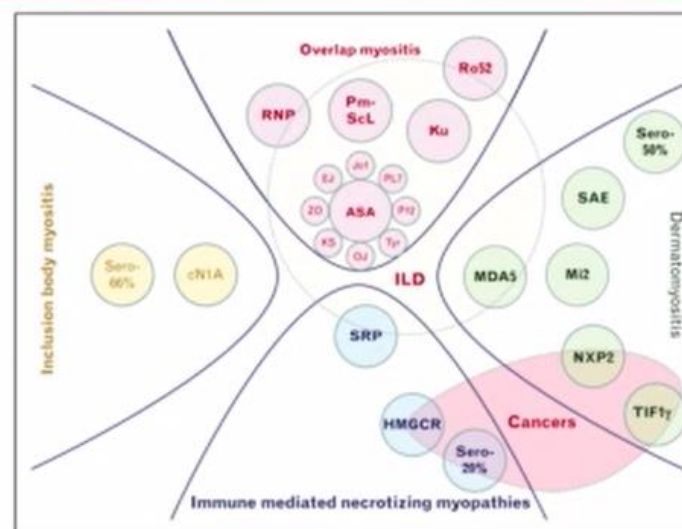 Overlap myositis
Ro52
RNP
Pm-
ScL
Ku
Jo1
EJ
PL7
ZO
ASA
P12
KS
Tyr
OJ
ILD
Inclusion body myositis
Sero-
66%
cN1A
Sero-
50%
SAE
Dermatomyositis
MDA5
Mi2
SRP
NXP2
HMGCR
Cancers
TIF1γ
Sero-
20%
Immune mediated necrotizing myopathies